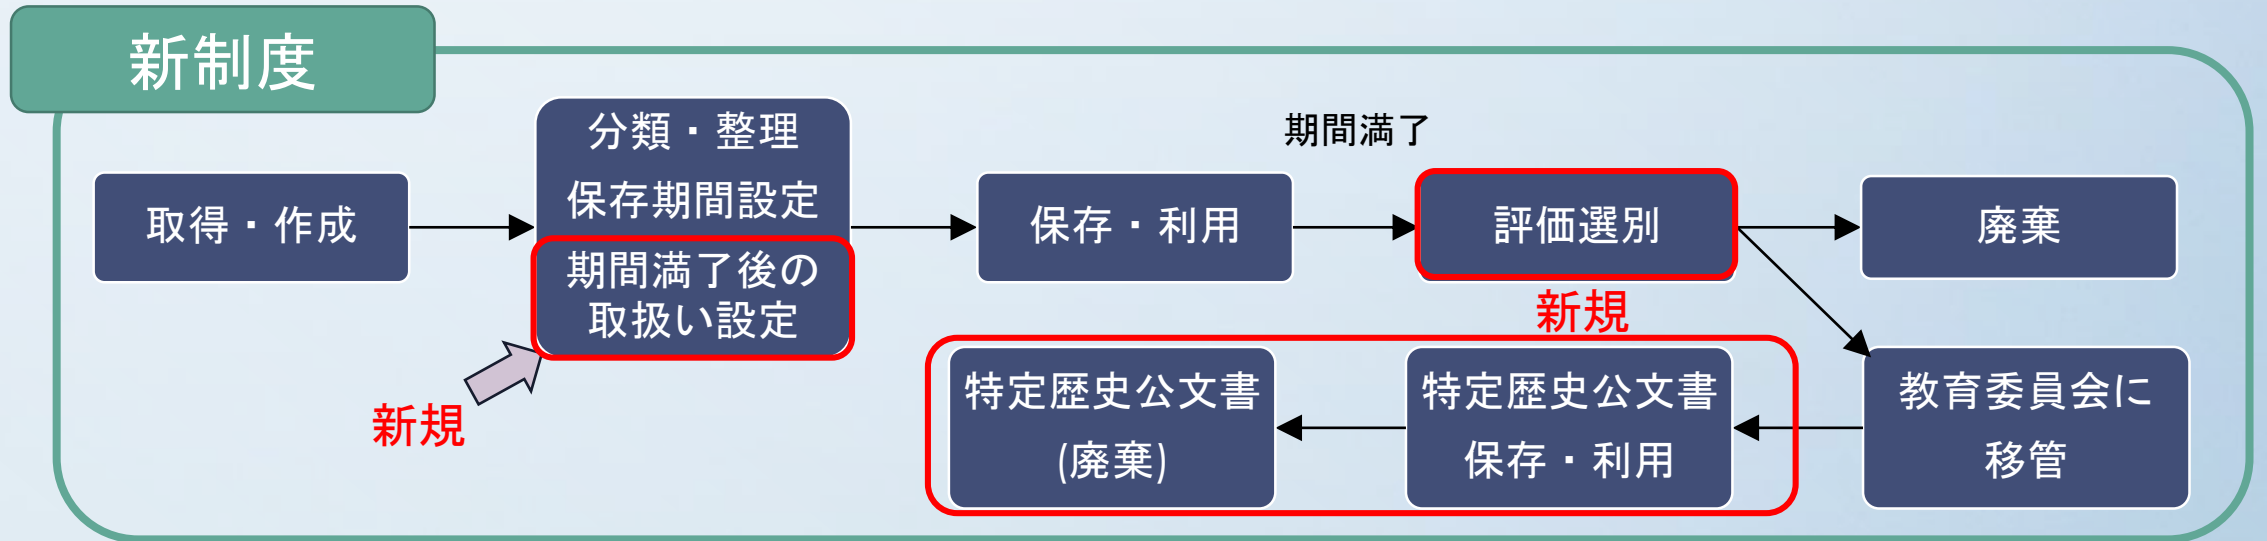 新制度
取得・作成
分類・整理
保存期間設定
期間満了後の
取扱い設定
新規
保存・利用
期間満了
評価選別
新規
廃棄
教育委員会に
移管
特定歴史公文書
保存・利用
特定歴史公文書
(廃棄)